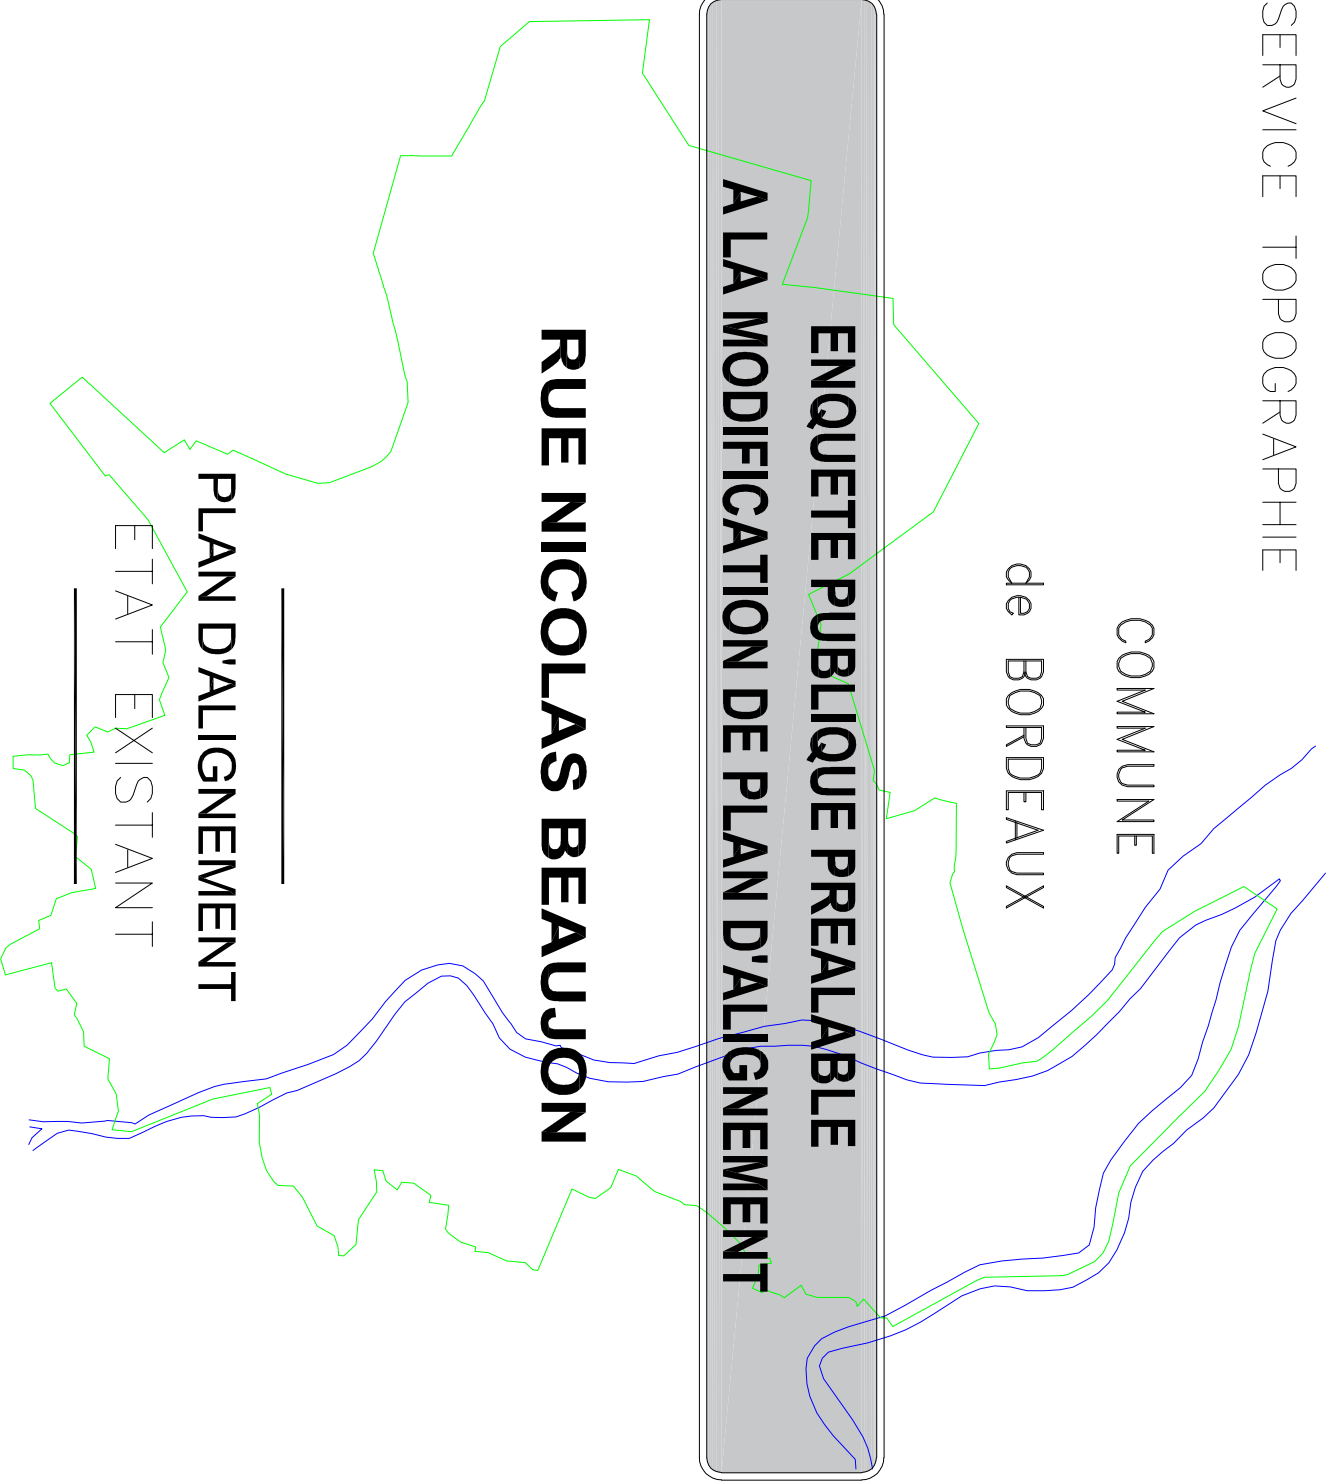 SERVICE TOPOGRAPHIE
COMMUNE
de BORDEAUX
ENQUETE PUBLIQUE PREALABLE
A LA MODIFICATION DE PLAN D'ALIGNEMENT
RUE NICOLAS BEAUJON
PLAN D'ALIGNEMENT
ETAT EXISTANT